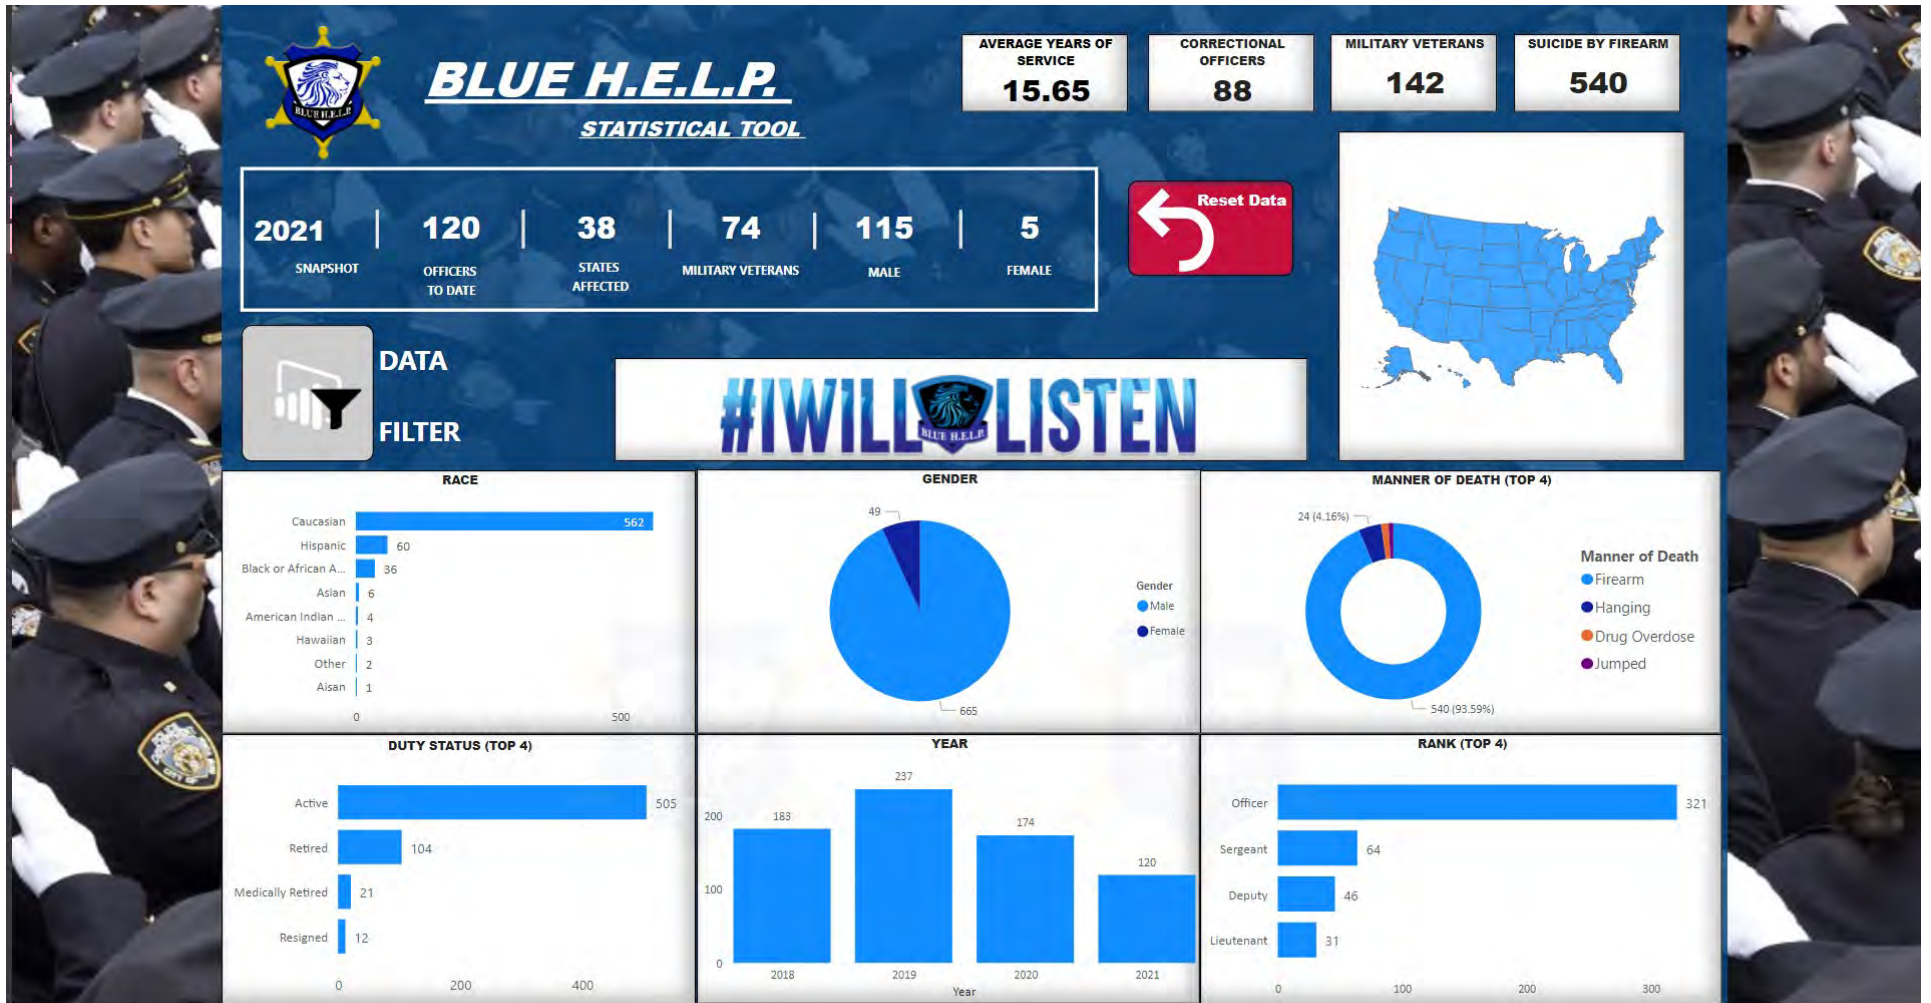 BLUE H.E.L.P.
STATISTICAL TOOL
BLUE H.E.L.P
AVERAGE YEARS OF
SERVICE
15.65
CORRECTIONAL
OFFICERS
88
MILITARY VETERANS
142
SUICIDE BY FIREARM
540
2021
SNAPSHOT
120
OFFICERS
TO DATE
38
STATES
AFFECTED
74
MILITARY VETERANS
115
MALE
5
FEMALE
Reset Data
DATA
FILTER
#IWILL LISTEN
BLUE H.E.L.P.
RACE
Caucasian 562
Hispanic 60
Black or African A... 36
Asian 6
American Indian ... 4
Hawaiian 3
Other 2
Aisan 1
0 500
GENDER
49
665
Gender
Male
Female
MANNER OF DEATH (TOP 4)
24 (4.16%)
540 (93.59%)
Manner of Death
Firearm
Hanging
Drug Overdose
Jumped
DUTY STATUS (TOP 4)
Active 505
Retired 104
Medically Retired 21
Resigned 12
0 200 400
YEAR
237
200 183
174
120
100
0
2018 2019 2020 2021
Year
RANK (TOP 4)
Officer 321
Sergeant 64
Deputy 46
Lieutenant 31
0 100 200 300